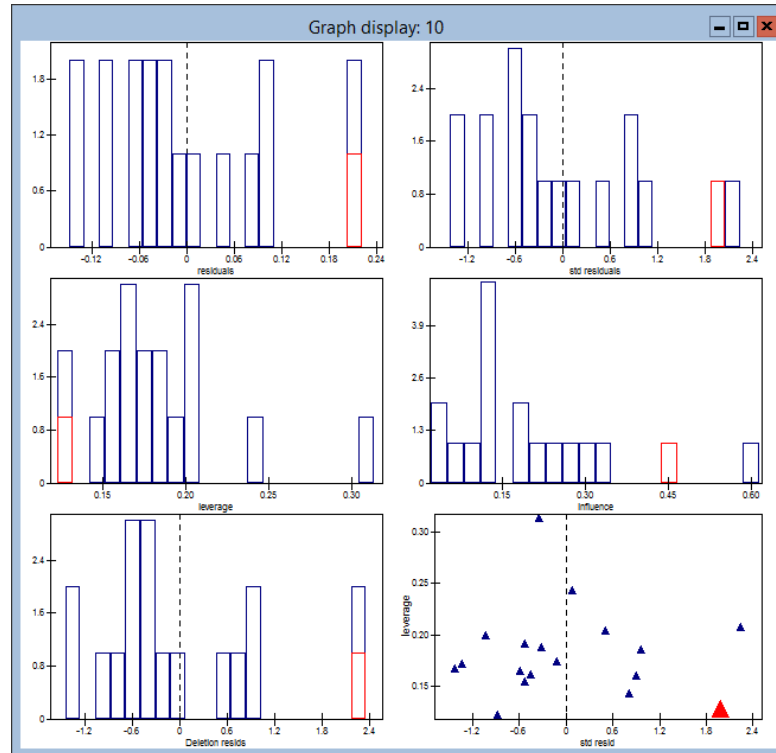 Graph display: 10
1.8
1.2
0.6
0
-0.12 -0.06 0 0.06 0.12 0.18 0.24
residuals
2.4
1.6
0.8
0
-1.2 -0.6 0 0.6 1.2 1.8 2.4
std residuals
2.4
1.6
0.8
0
0.15 0.20 0.25 0.30
leverage
3.9
2.6
1.3
0
0.15 0.30 0.45 0.60
Influence
2.4
1.6
0.8
0
-1.2 -0.6 0 0.6 1.2 1.8 2.4
Deletion resids
0.30
0.25
0.20
0.15
leverage
-1.2 -0.6 0 0.6 1.2 1.8 2.4
std resid